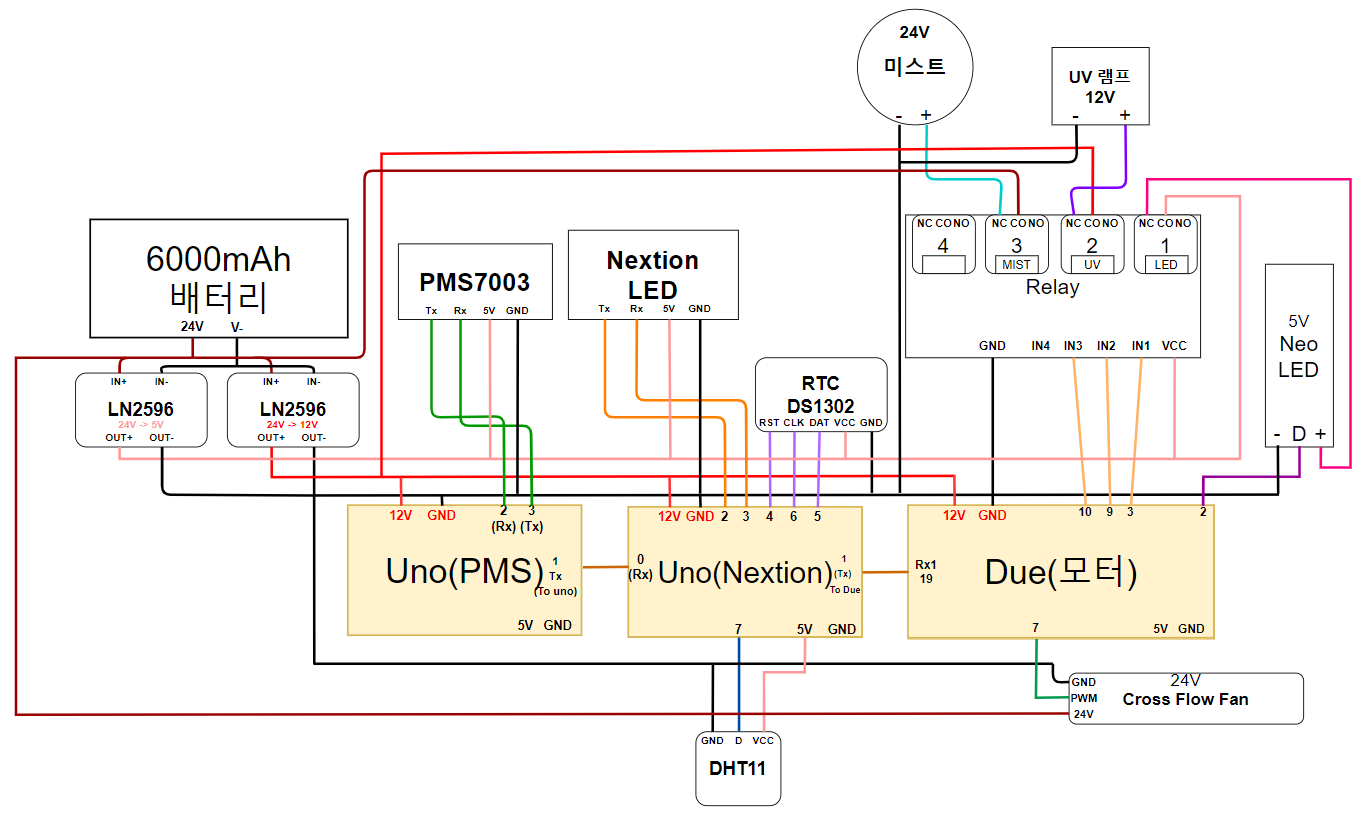 24V
미스트
- +
UV 램프
12V
- +
6000mAh
배터리
24V V-
PMS7003
Tx Rx 5V GND
Nextion
LED
Tx Rx 5V GND
NC CO NO NC CO NO NC CO NO NC CO NO
4 3 2 1
MIST UV LED
Relay
GND IN4 IN3 IN2 IN1 VCC
5V
Neo
LED
- D +
IN+ IN-
LN2596
24V -> 5V
OUT+ OUT-
IN+ IN-
LN2596
24V -> 12V
OUT+ OUT-
RTC
DS1302
RST CLK DAT VCC GND
12V GND 2 3
(Rx) (Tx)
Uno(PMS)
1
Tx
(To uno)
5V GND
12V GND 2 3 4 6 5
0
(Rx)
Uno(Nextion)
1
(Tx)
To Due
7 5V GND
12V GND 10 9 3 2
Rx1
19
Due(모터)
7 5V GND
GND
PWM
24V
24V
Cross Flow Fan
GND D VCC
DHT11